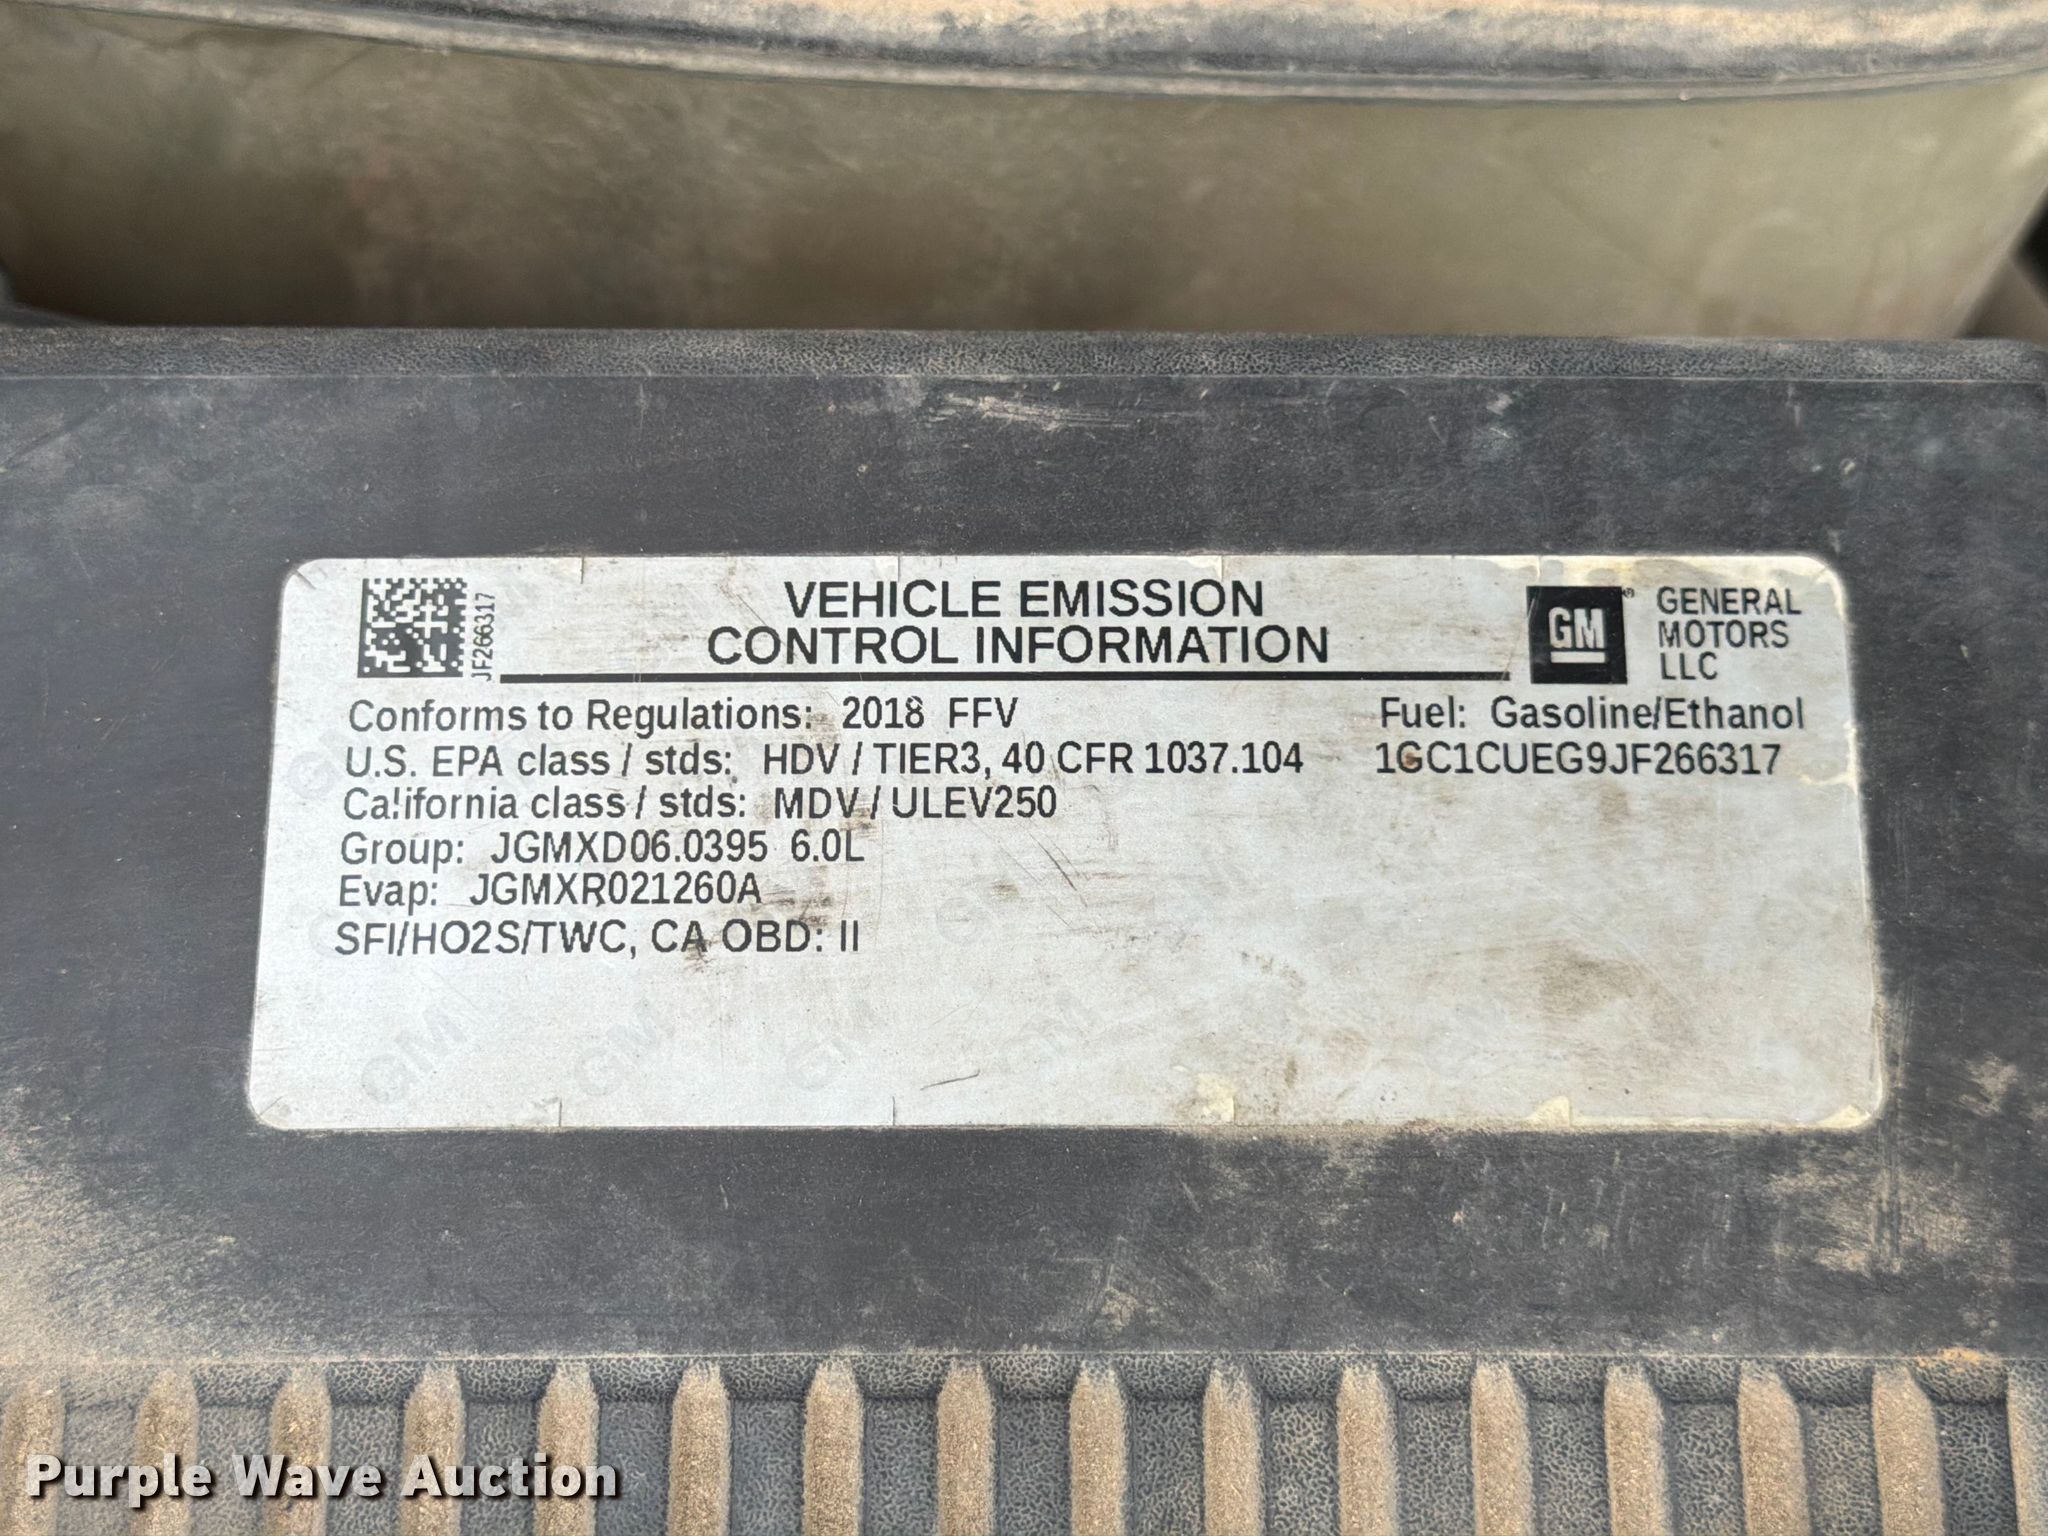 JF266317
VEHICLE EMISSION
CONTROL INFORMATION
GM
GENERAL
MOTORS
LLC
Conforms to Regulations: 2018 FFV
Fuel: Gasoline/Ethanol
U.S. EPA class / stds: HDV / TIER3, 40 CFR 1037.104
1GC1CUEG9JF266317
California class / stds: MDV / ULEV250
Group: JGMXD06.0395 6.0L
Evap: JGMXR021260A
SFI/HO2S/TWC, CA OBD: II
Purple Wave Auction